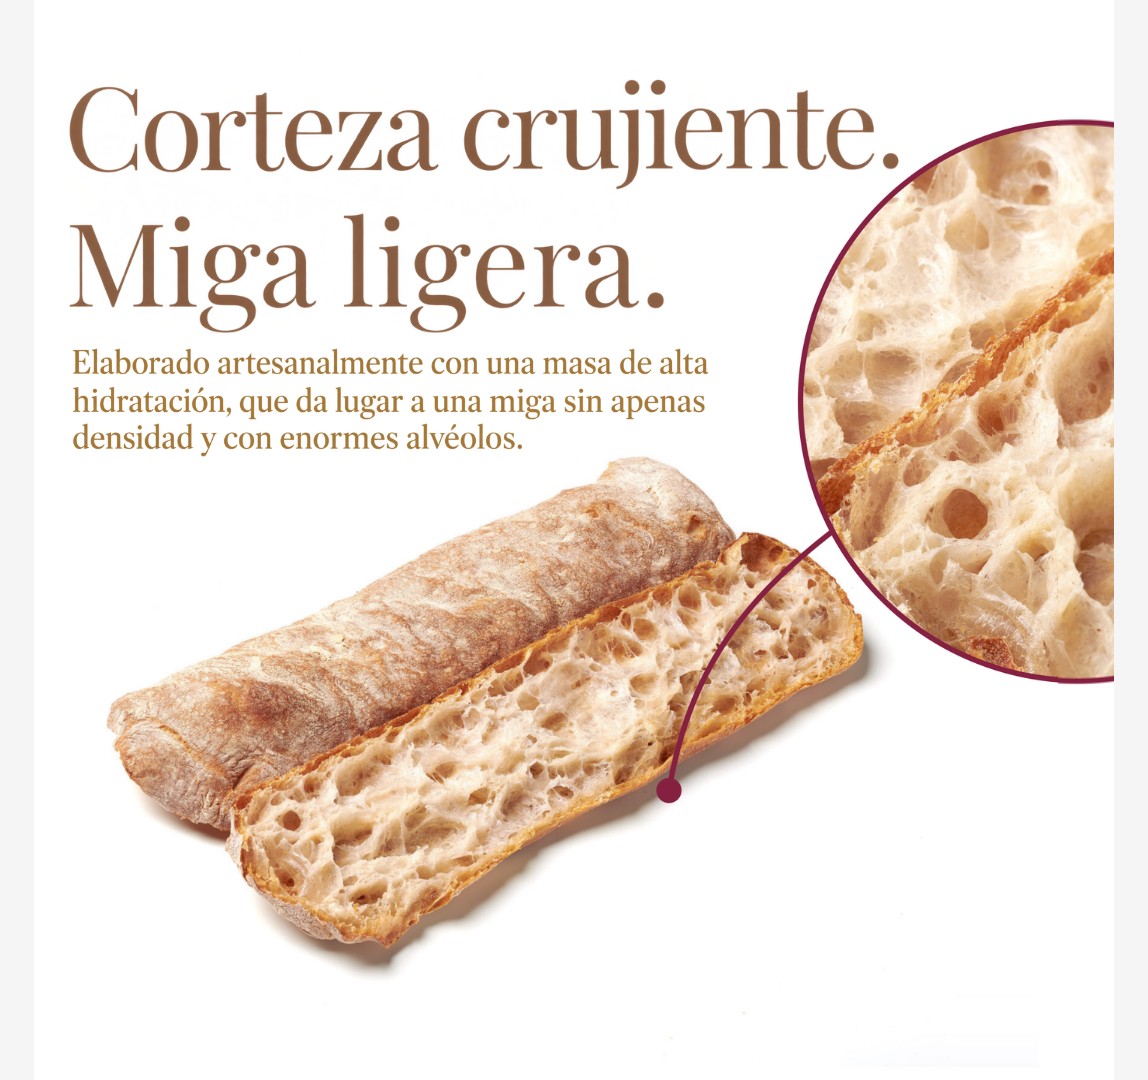 Corteza crujiente.
Miga ligera.
Elaborado artesanalmente con una masa de alta
hidratación, que da lugar a una miga sin apenas
densidad y con enormes alvéolos.